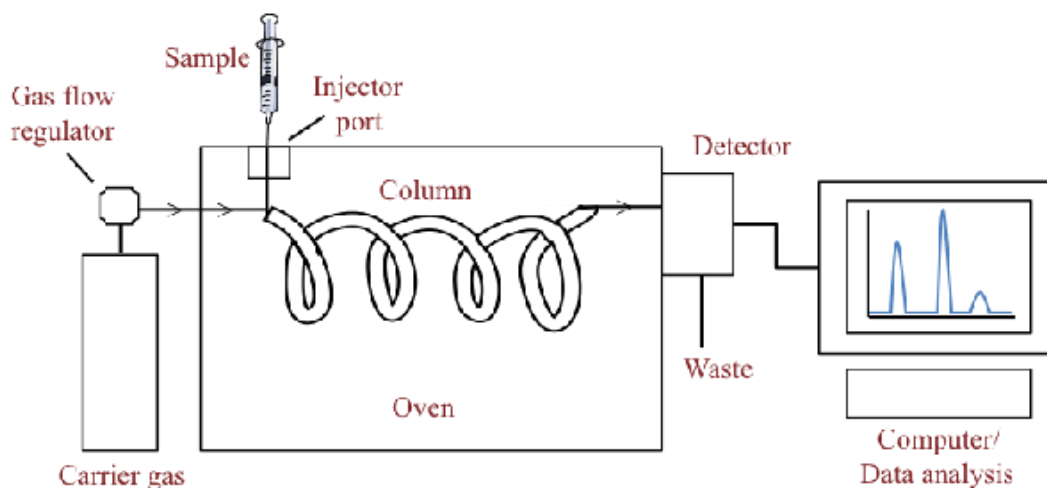 Sample
Gas flow
regulator
Injector
port
Detector
Column
Waste
Oven
Carrier gas
Computer/
Data analysis